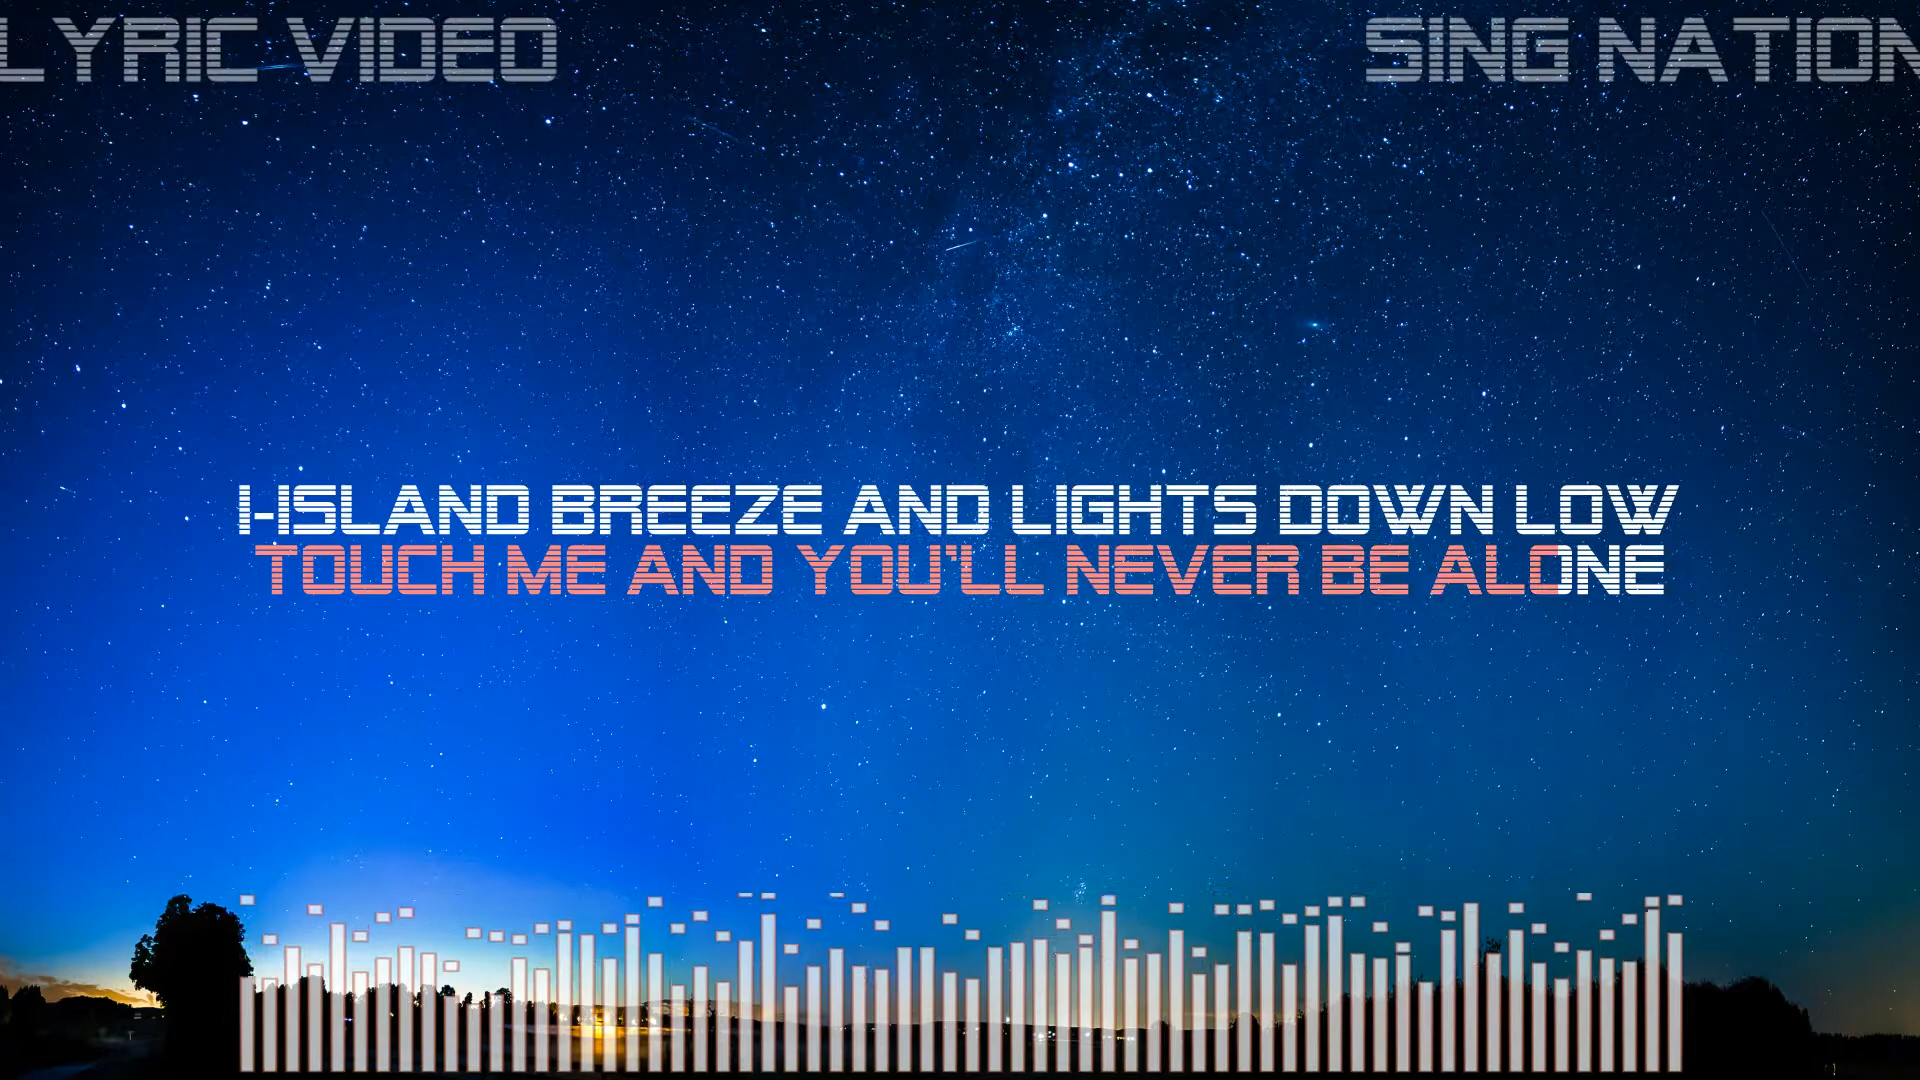 LYRIC VIDEO
SING NATION
I-ISLAND BREEZE AND LIGHTS DOWN LOW
TOUCH ME AND YOU'LL NEVER BE ALONE